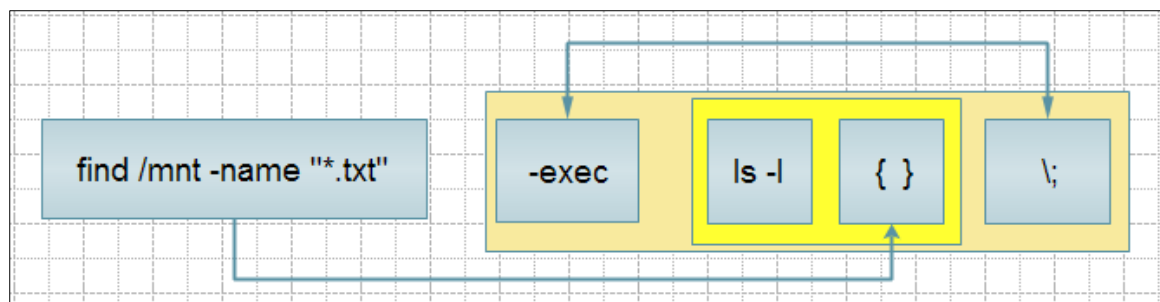 find /mnt -name "*.txt"
-exec
ls -l
{ }
\;